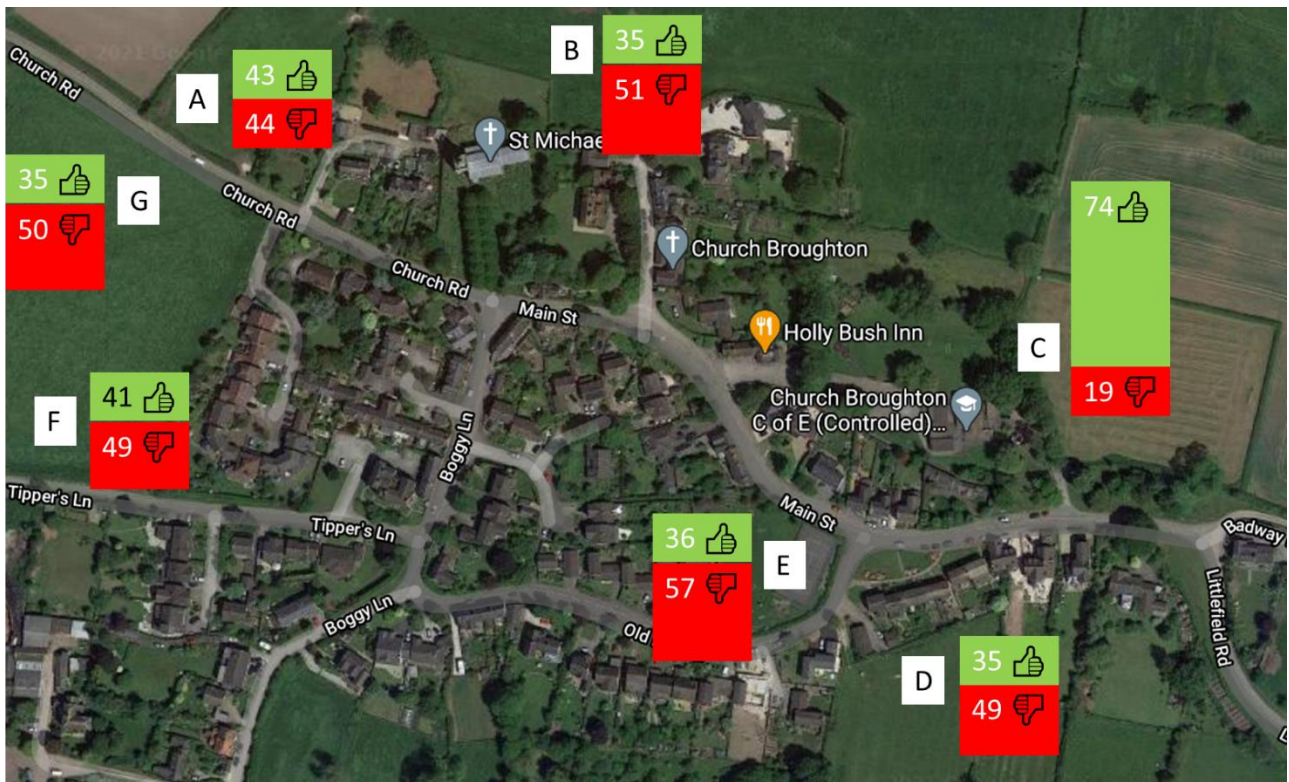 © 2021 Google
Church Rd
A
43
44
B
35
51
St Michae
35
50
G
Church Rd
Church Rd
Main St
Church Broughton
Holly Bush Inn
Church Broughton
C of E (Controlled)...
C
74
19
F
41
49
Boggy Ln
Tipper's Ln
Tipper's Ln
Main St
36
57
E
Badway
Littlefield Rd
Boggy Ln
Old
D
35
49